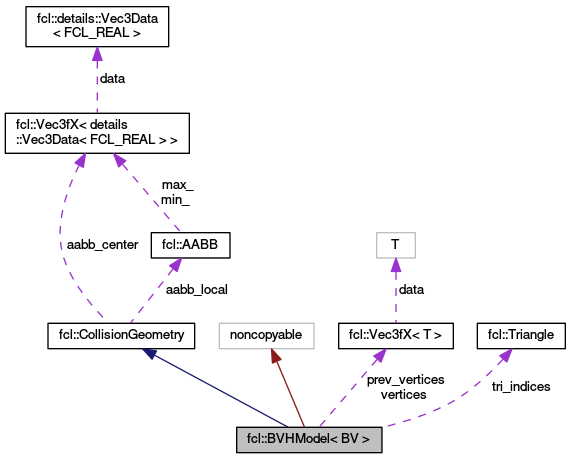 fcl::details::Vec3Data
< FCL_REAL >
data
fcl::Vec3fX< details
::Vec3Data< FCL_REAL > >
max_
min_
aabb_center
fcl::AABB
T
aabb_local
data
fcl::CollisionGeometry
noncopyable
fcl::Vec3fX< T >
fcl::Triangle
prev_vertices
vertices
tri_indices
fcl::BVHModel< BV >